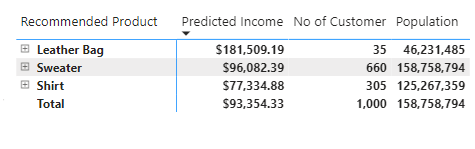 Recommended Product Predicted Income No of Customer Population
Leather Bag $181,509.19 35 46,231,485
Sweater $96,082.39 660 158,758,794
Shirt $77,334.88 305 125,267,359
Total $93,354.33 1,000 158,758,794